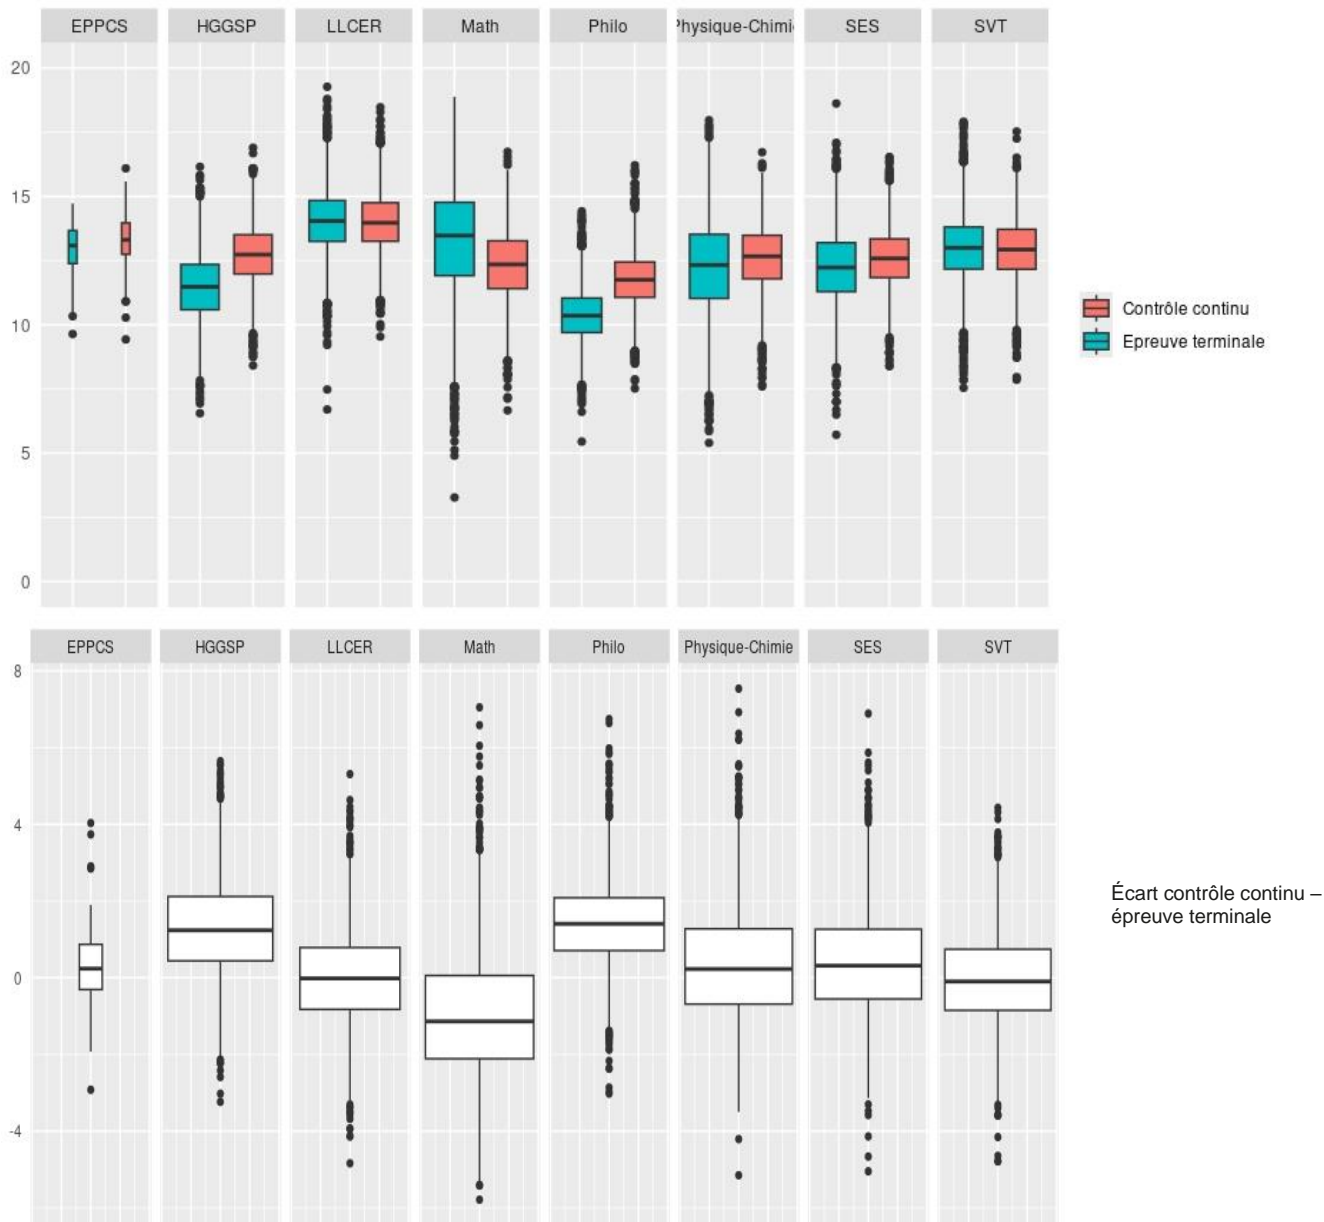 EPPCS HGGSP LLCER Math Philo Physique-Chimi SES SVT
20
15
10
5
0
Contrôle continu
Epreuve terminale
EPPCS HGGSP LLCER Math Philo Physique-Chimie SES SVT
8
4
0
-4
Écart contrôle continu –
épreuve terminale